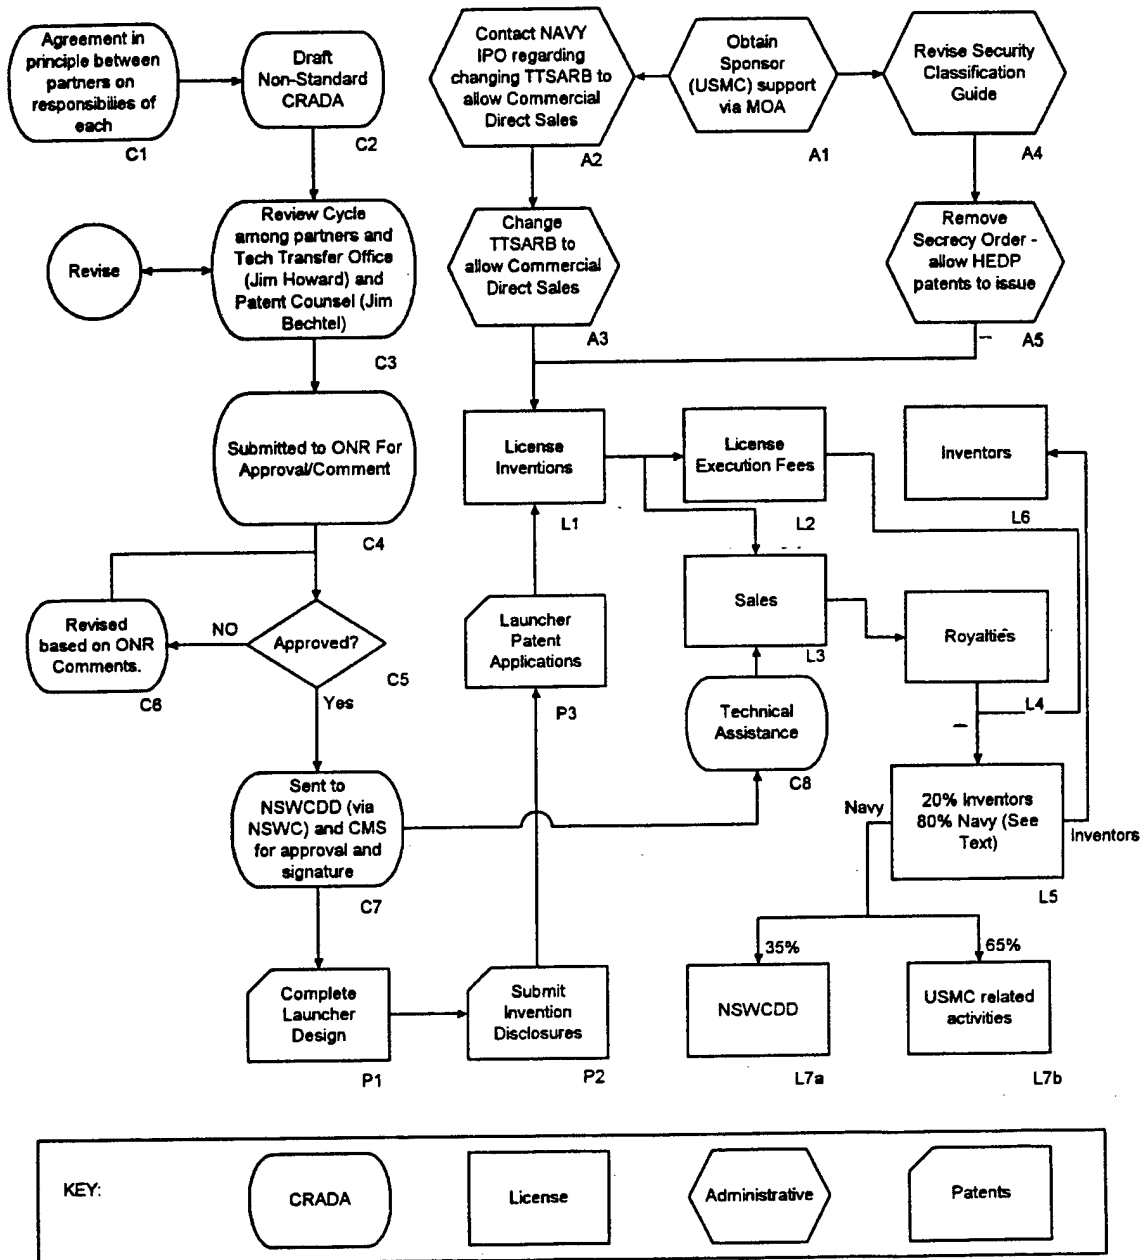 Agreement in
principle between
partners on
responsibilies of
each
C1
Draft
Non-Standard
CRADA
C2
Contact NAVY
IPO regarding
changing TTSARB to
allow Commercial
Direct Sales
A2
Obtain
Sponsor
(USMC) support
via MOA
A1
Revise Security
Classification
Guide
A4
Revise
Review Cycle
among partners and
Tech Transfer Office
(Jim Howard) and
Patent Counsel (Jim
Bechtel)
C3
Change
TTSARB to
allow Commercial
Direct Sales
A3
Remove
Secrecy Order -
allow HEDP
patents to issue
A5
Submitted to ONR For
Approval/Comment
C4
License
Inventions
L1
License
Execution Fees
L2
Inventors
L6
Revised
based on ONR
Comments.
C6
NO
Approved?
C5
Yes
Launcher
Patent
Applications
P3
Sales
L3
Royalties
L4
Technical
Assistance
C8
Sent to
NSWCDD (via
NSWC) and CMS
for approval and
signature
C7
Navy
20% Inventors
80% Navy (See
Text)
Inventors
L5
35%
65%
Complete
Launcher
Design
P1
Submit
Invention
Disclosures
P2
NSWCDD
L7a
USMC related
activities
L7b
KEY:
CRADA
License
Administrative
Patents